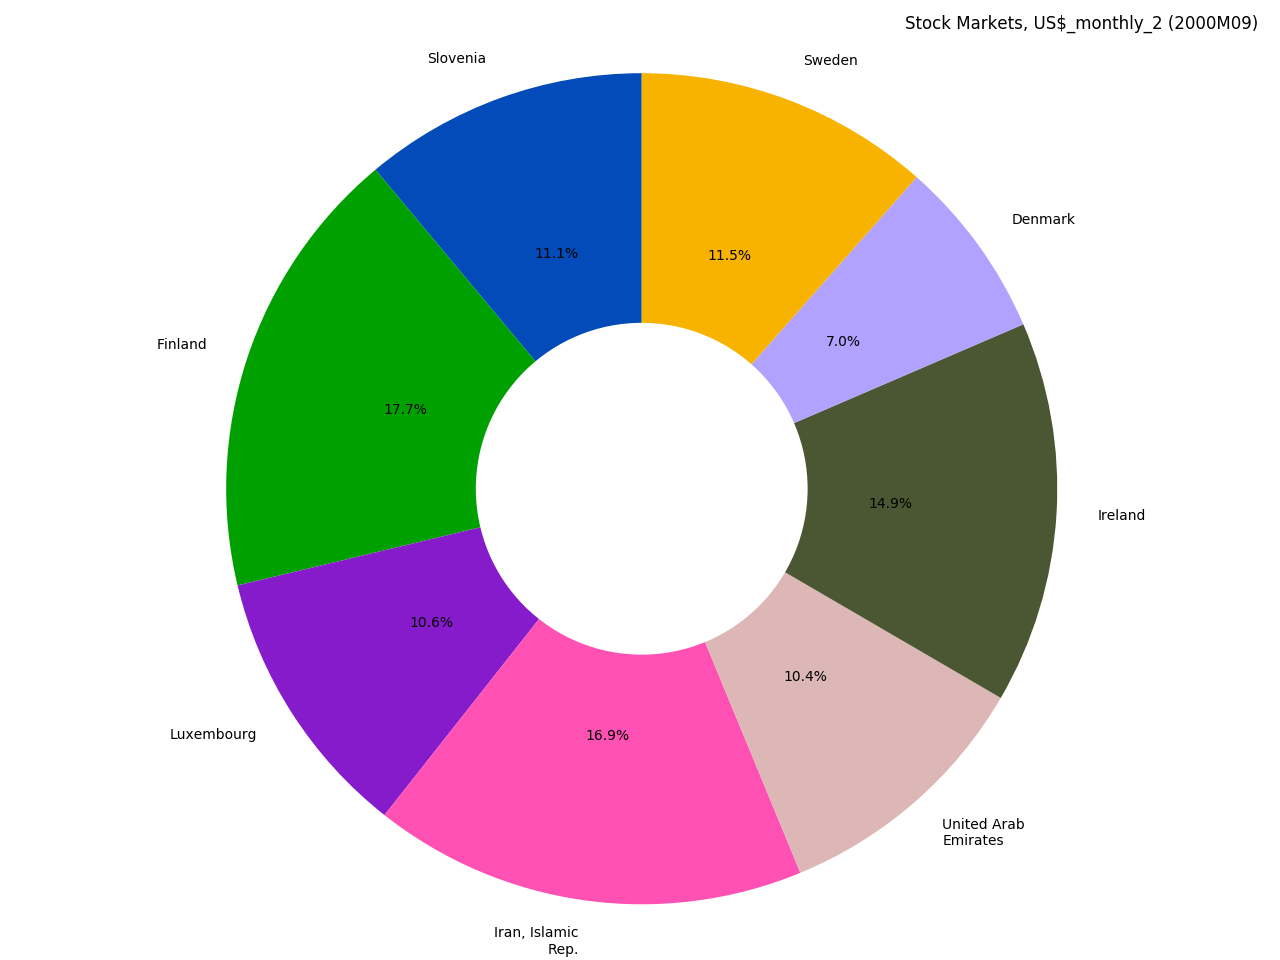 Stock Markets, US$_monthly_2 (2000M09)
Slovenia
Sweden
Denmark
11.1%
11.5%
Finland
7.0%
17.7%
14.9%
Ireland
10.6%
10.4%
Luxembourg
16.9%
United Arab
Emirates
Iran, Islamic
Rep.